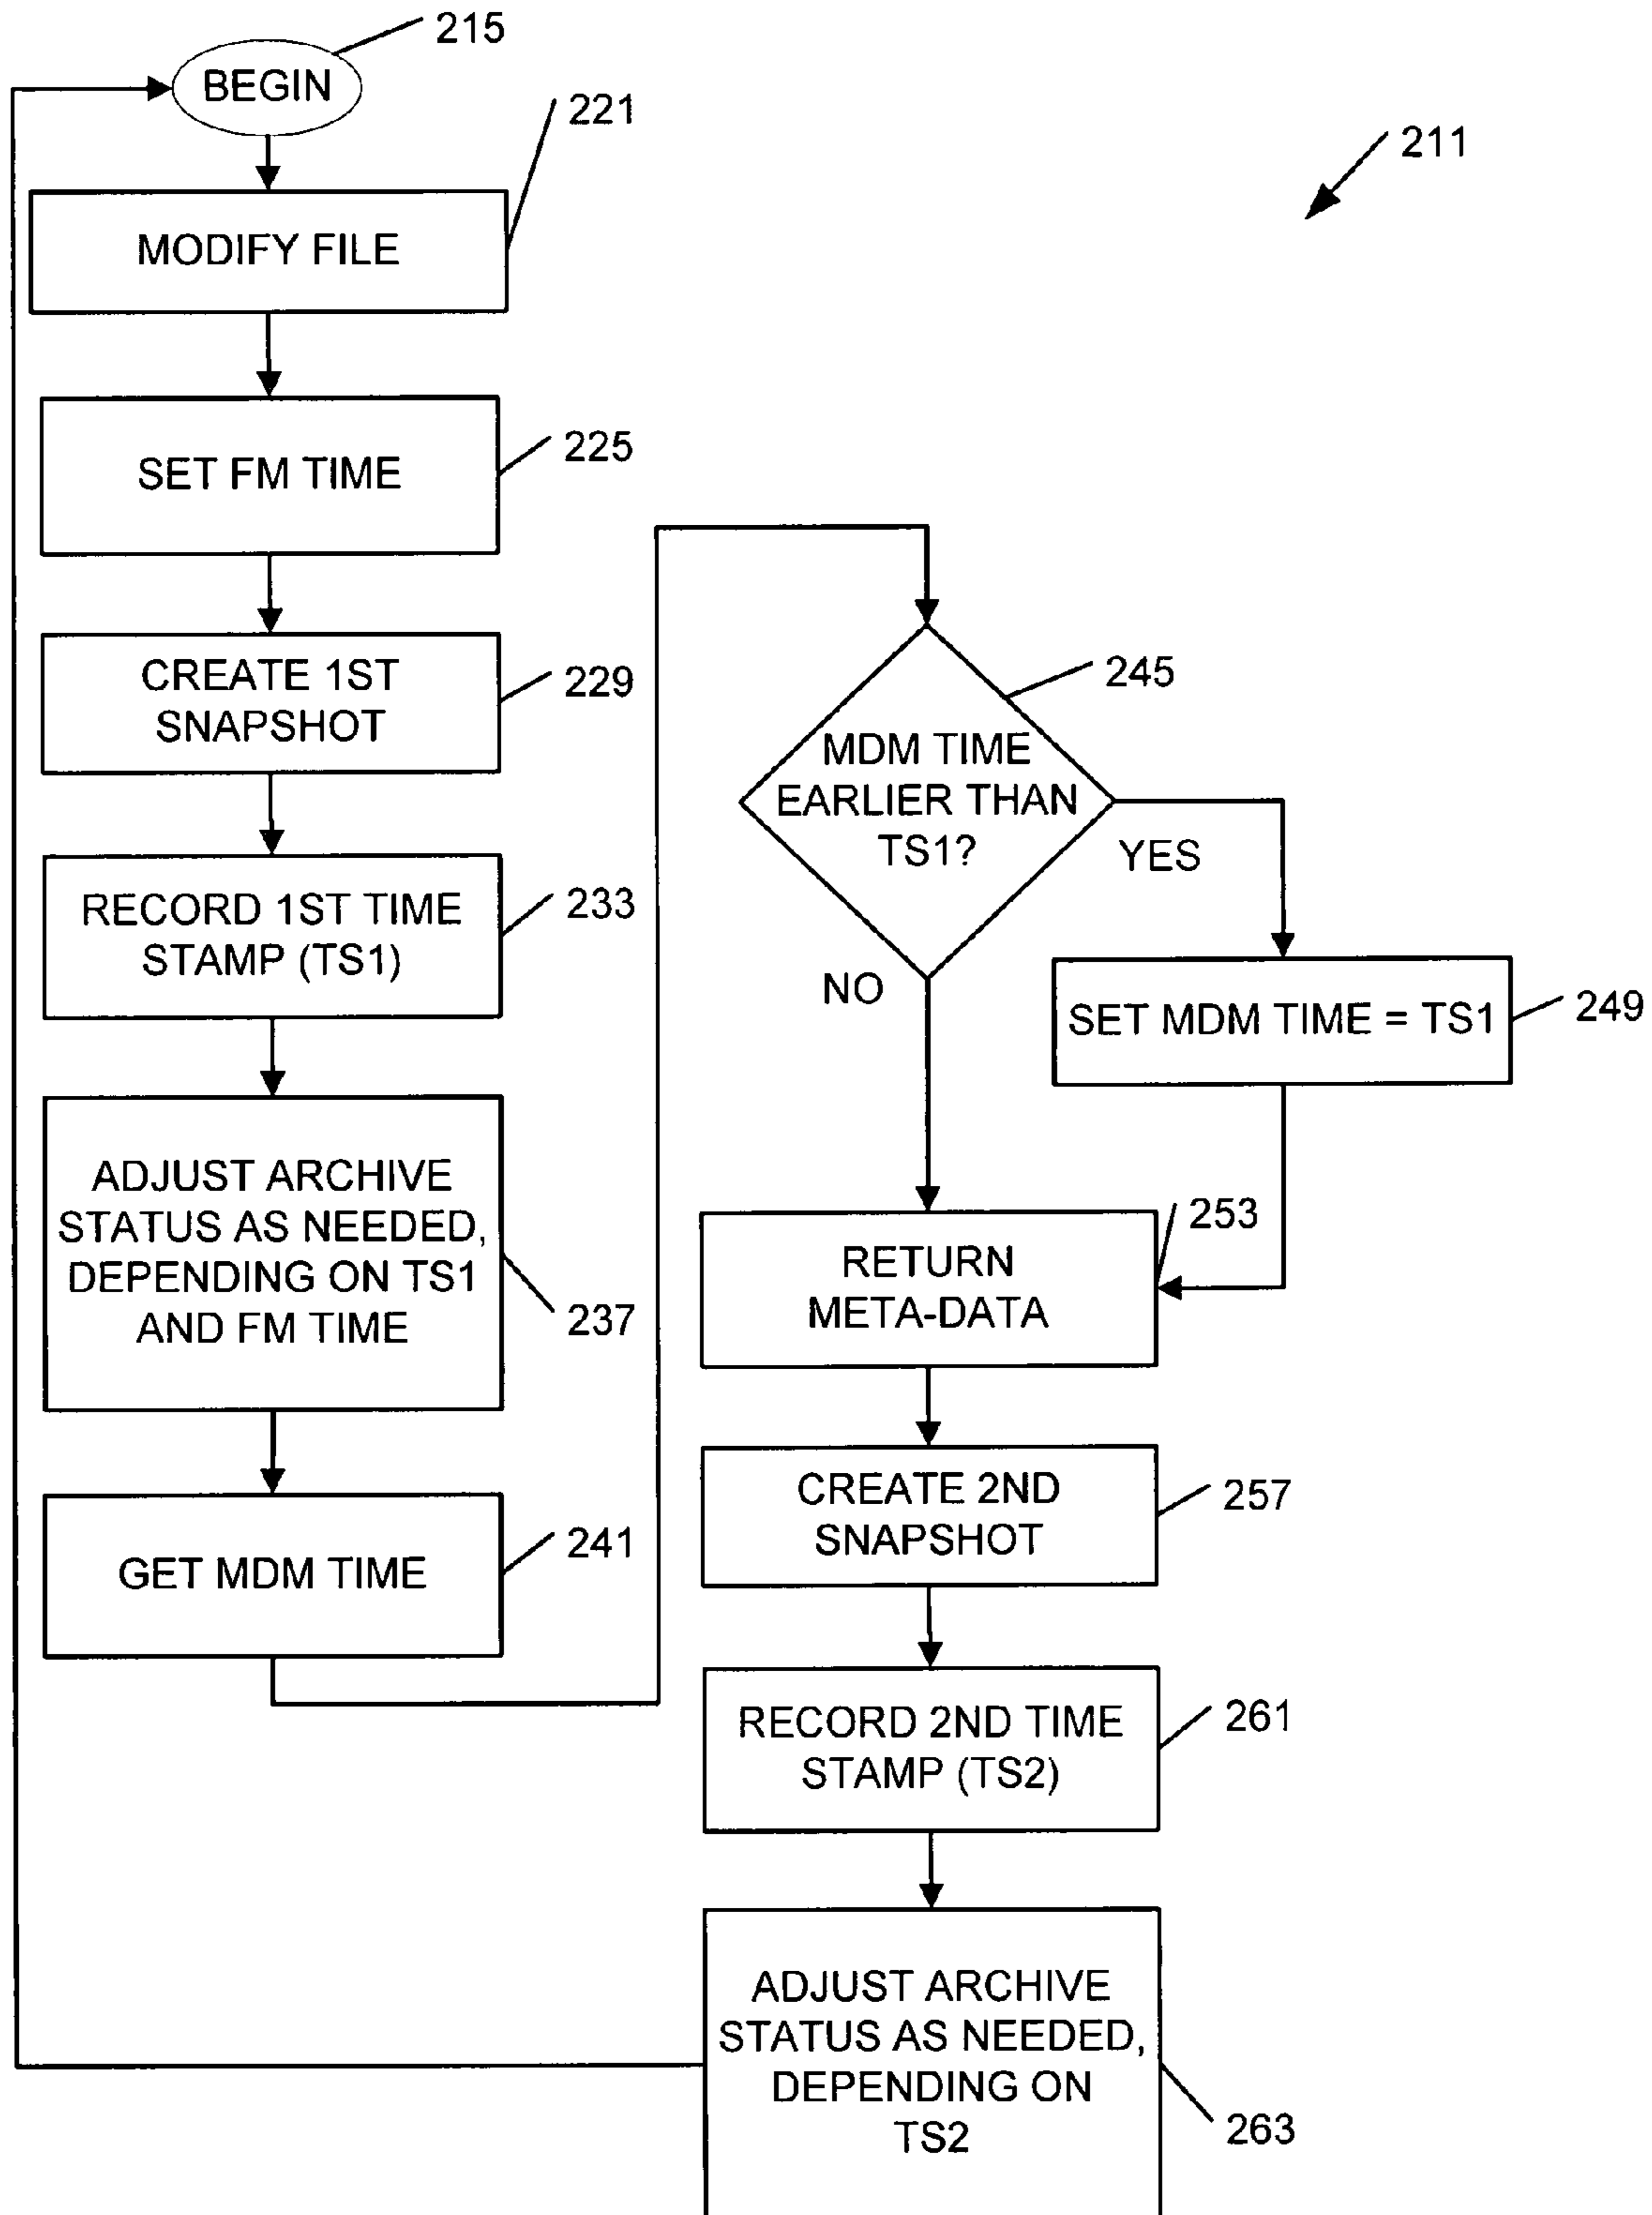 215
BEGIN
221
211
MODIFY FILE
225
SET FM TIME
229
CREATE 1ST
SNAPSHOT
233
RECORD 1ST TIME
STAMP (TS1)
ADJUST ARCHIVE
STATUS AS NEEDED,
DEPENDING ON TS1
AND FM TIME
237
241
GET MDM TIME
245
MDM TIME
EARLIER THAN
TS1?
YES
NO
SET MDM TIME = TS1
249
253
RETURN
META-DATA
CREATE 2ND
SNAPSHOT
257
RECORD 2ND TIME
STAMP (TS2)
261
ADJUST ARCHIVE
STATUS AS NEEDED,
DEPENDING ON
TS2
263